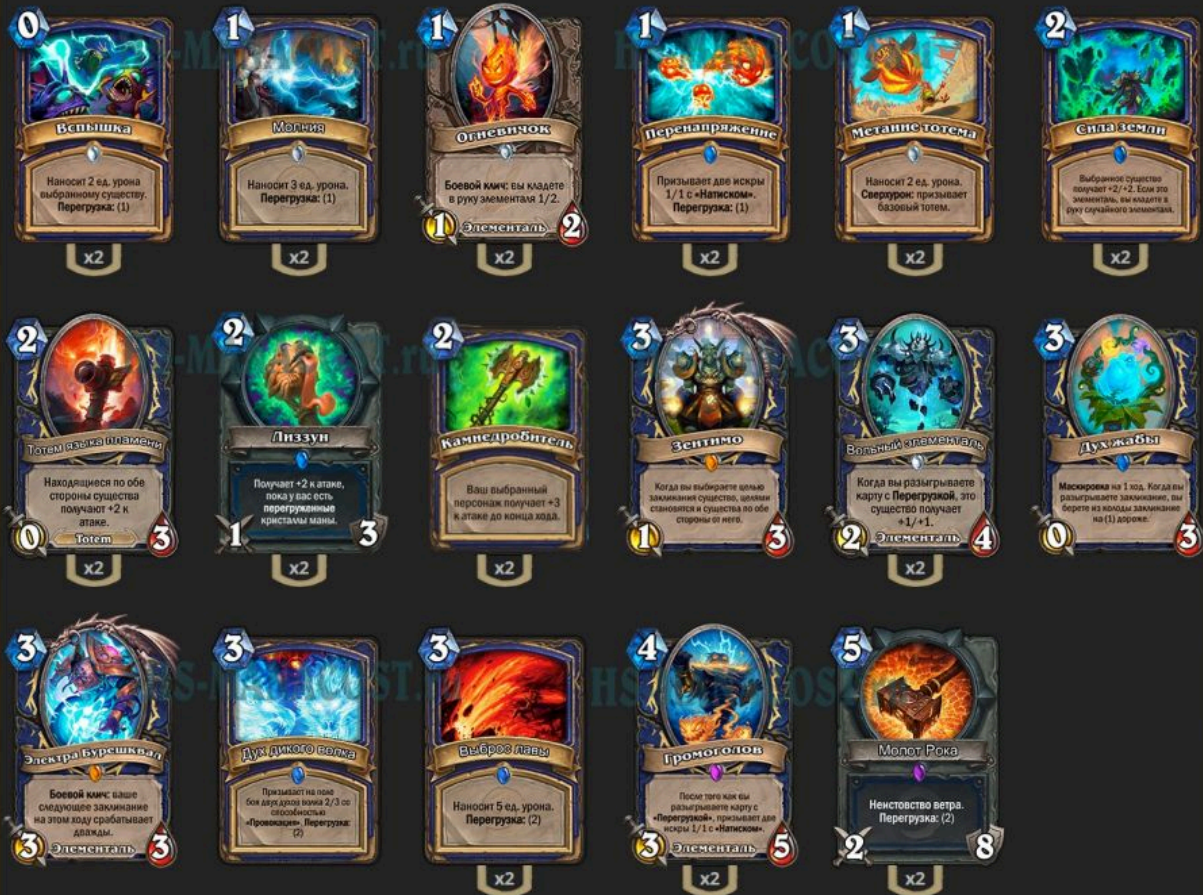 0
Вспышка
Наносит 2 ед. урона
выбранному существу.
Перегрузка: (1)
x2
1
Молния
Наносит 3 ед. урона.
Перегрузка: (1)
x2
1
Огневичок
Боевой клич: вы кладете
в руку элементаля 1/2.
1
Элементаль
2
x2
1
Перенапряжение
Призывает две искры
1/1 с «Натиском».
Перегрузка: (1)
x2
1
Метание тотема
Наносит 2 ед. урона.
Сверхурон: призывает
базовый тотем.
x2
2
Сила земли
Выбранное существо
получает +2/+2. Если это
элементаль, вы кладете в
руку случайного элементаля.
x2
2
Тотем языка пламени
Находящиеся по обе
стороны существа
получают +2 к
атаке.
0
Totem
3
x2
2
Лиззун
Получает +2 к атаке,
пока у вас есть
перегруженные
кристаллы маны.
1
3
x2
2
Камнедробитель
Ваш выбранный
персонаж получает +3
к атаке до конца хода.
x2
3
Зентимо
Когда вы выбираете целью
заклинания существо, целями
становятся и существа по обе
стороны от него.
1
3
3
Вольный элементаль
Когда вы разыгрываете
карту с Перегрузкой, это
существо получает
+1/+1.
2
Элементаль
4
x2
3
Дух жабы
Маскировка на 1 ход. Когда вы
разыгрываете заклинание, вы
берете из колоды заклинание
на (1) дороже.
0
3
3
Электра Бурешквал
Боевой клич: ваше
следующее заклинание
на этом ходу срабатывает
дважды.
3
Элементаль
3
3
Дух дикого волка
Призывает на поле
боя двух духов волка 2/3 со
способностью
«Провокация». Перегрузка:
(2)
3
Выброс лавы
Наносит 5 ед. урона.
Перегрузка: (2)
x2
4
Громоголов
После того как вы
разыгрываете карту с
«Перегрузкой», призывает две
искры 1/1 с «Натиском».
3
Элементаль
5
x2
5
Молот Рока
Неистовство ветра.
Перегрузка: (2)
2
8
x2